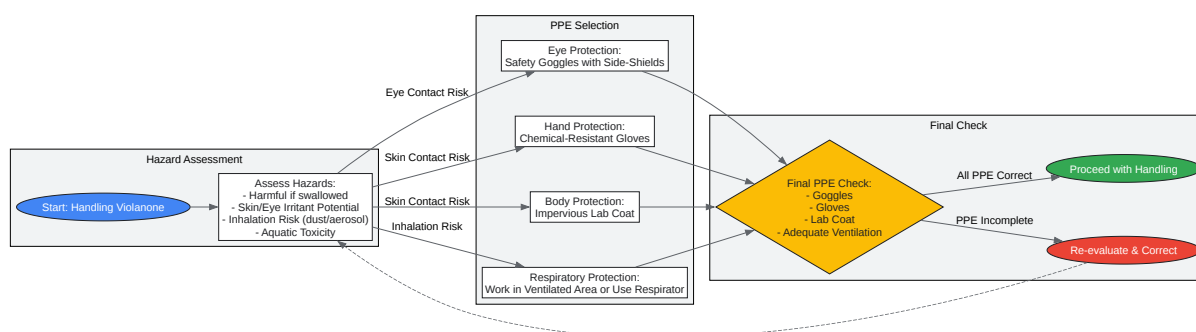 Hazard Assessment
Start: Handling Violanone
Assess Hazards:
- Harmful if swallowed
- Skin/Eye Irritant Potential
- Inhalation Risk (dust/aerosol)
- Aquatic Toxicity
Eye Contact Risk
Skin Contact Risk
Skin Contact Risk
Inhalation Risk
PPE Selection
Eye Protection:
Safety Goggles with Side-Shields
Hand Protection:
Chemical-Resistant Gloves
Body Protection:
Impervious Lab Coat
Respiratory Protection:
Work in Ventilated Area or Use Respirator
Final Check
Final PPE Check:
- Goggles
- Gloves
- Lab Coat
- Adequate Ventilation
All PPE Correct
PPE Incomplete
Proceed with Handling
Re-evaluate & Correct